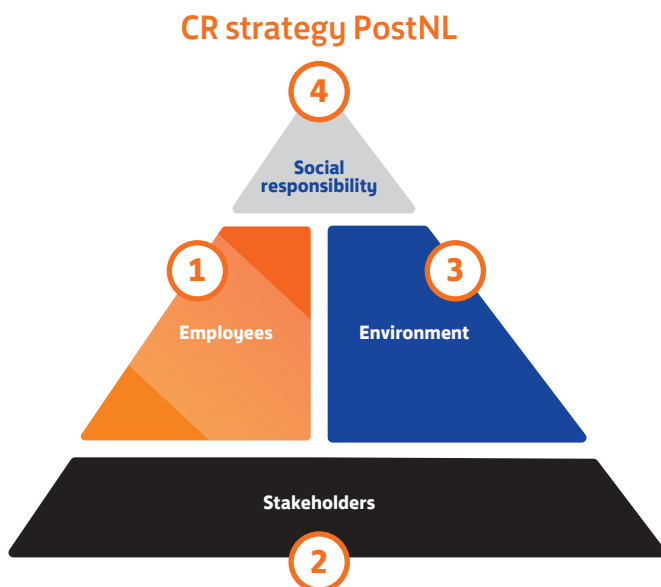 CR strategy PostNL
4
Social
responsibility
1
3
Employees
Environment
Stakeholders
2